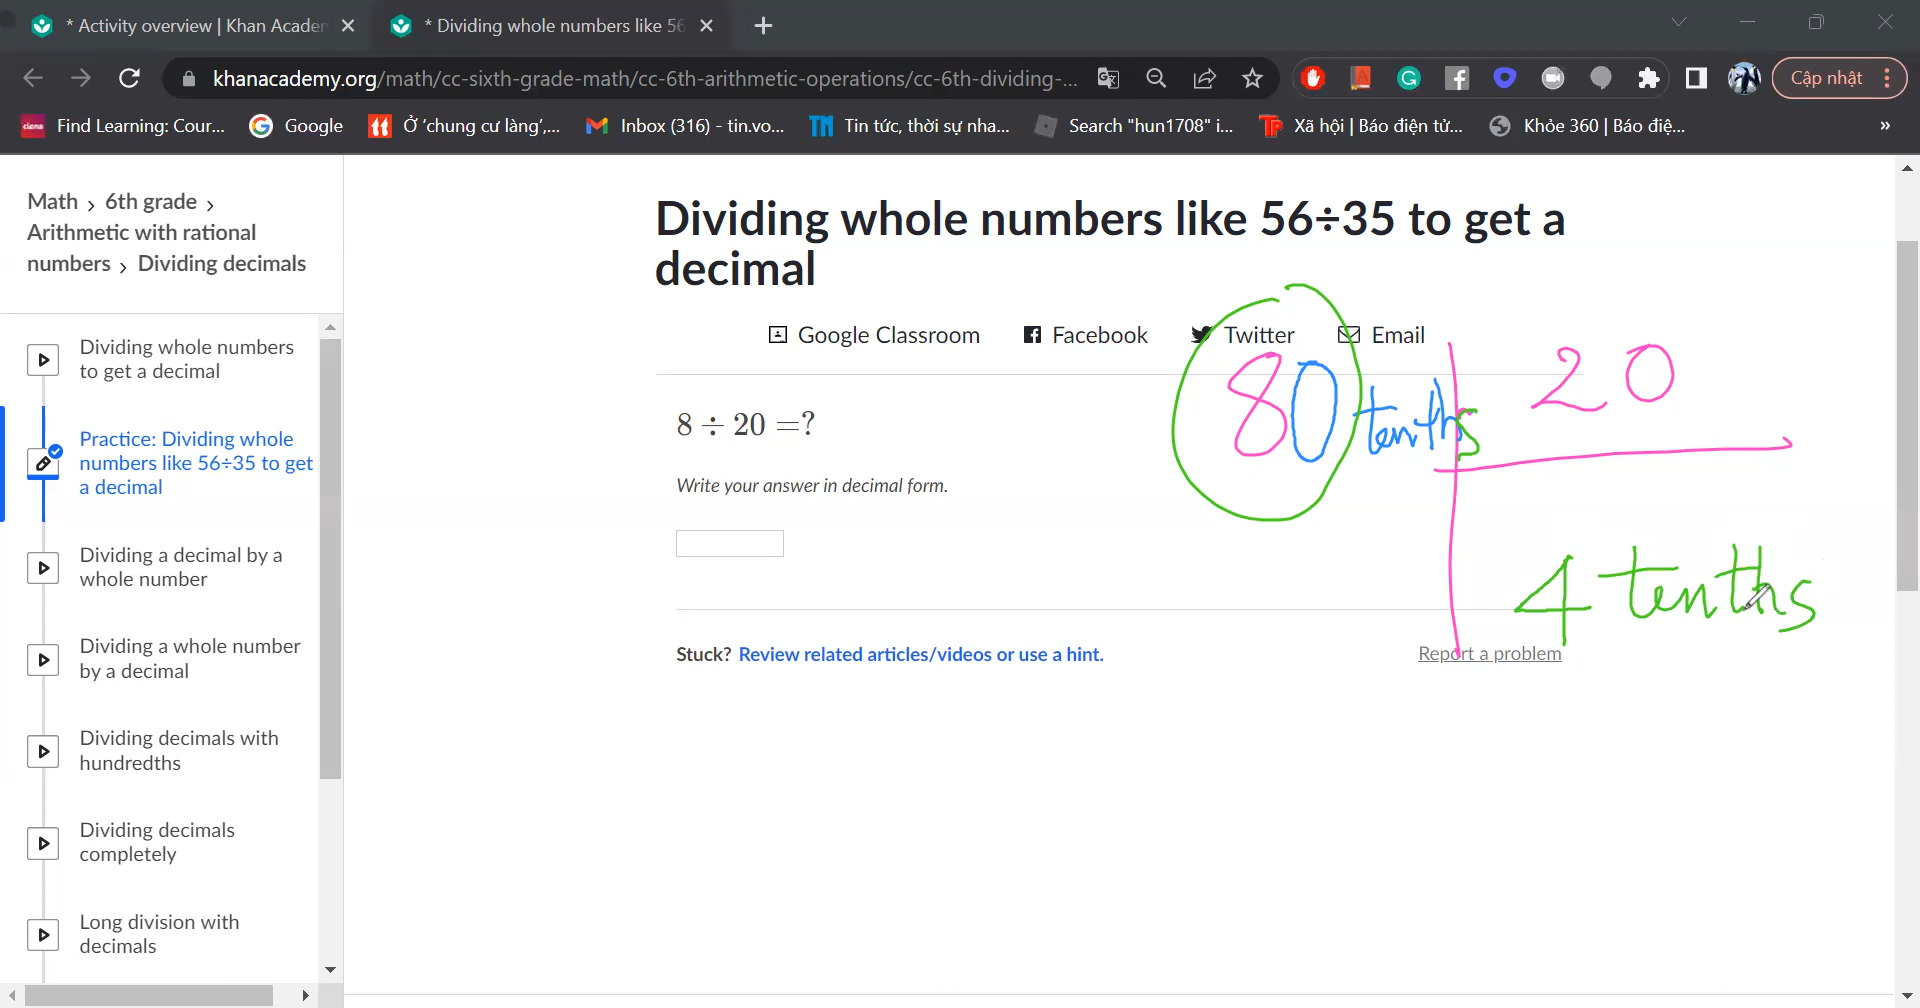 * Activity overview | Khan Academ
* Dividing whole numbers like 56
khanacademy.org/math/cc-sixth-grade-math/cc-6th-arithmetic-operations/cc-6th-dividing-...
Cập nhật
Find Learning: Cour...
Google
Ở 'chung cư làng',...
Inbox (316) - tin.vo...
Tin tức, thời sự nha...
Search "hun1708" i...
Xã hội | Báo điện tử...
Khỏe 360 | Báo điệ...
»
Math > 6th grade >
Arithmetic with rational
numbers > Dividing decimals
Dividing whole numbers
to get a decimal
Practice: Dividing whole
numbers like 56÷35 to get
a decimal
Dividing a decimal by a
whole number
Dividing a whole number
by a decimal
Dividing decimals with
hundredths
Dividing decimals
completely
Long division with
decimals
Dividing whole numbers like 56÷35 to get a
decimal
Google Classroom
Facebook
Twitter
Email
8 ÷ 20 =?
Write your answer in decimal form.
Stuck? Review related articles/videos or use a hint.
Report a problem
80 tenths
20
4 tenths